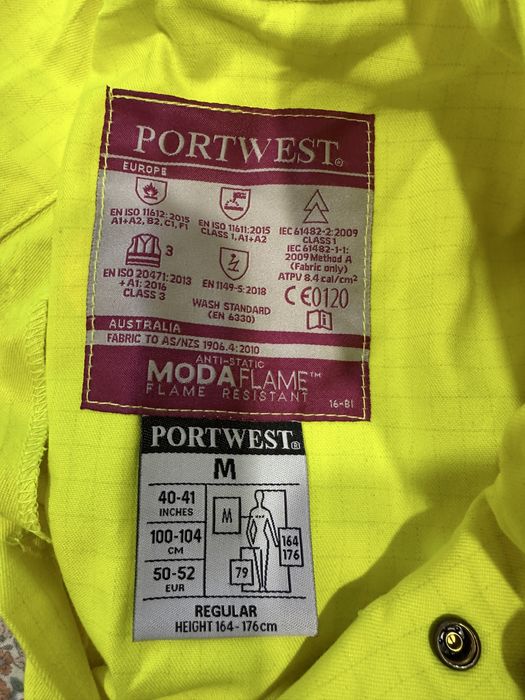 PORTWEST®
EUROPE
EN ISO 11612:2015
A1+A2, B2, C1, F1
EN ISO 11611:2015
CLASS 1, A1+A2
IEC 61482-2:2009
CLASS 1
IEC 61482-1-1:
2009 Method A
(Fabric only)
ATPV 8.4 cal/cm²
3
EN ISO 20471:2013
+A1: 2016
CLASS 3
EN 1149-5:2018
WASH STANDARD
(EN 6330)
CE0120
i
AUSTRALIA
FABRIC TO AS/NZS 1906.4:2010
ANTI-STATIC
MODAFLAME™
FLAME RESISTANT
16-BI
PORTWEST®
M
40-41
INCHES
100-104
CM
50-52
EUR
M
164
176
79
REGULAR
HEIGHT 164-176cm